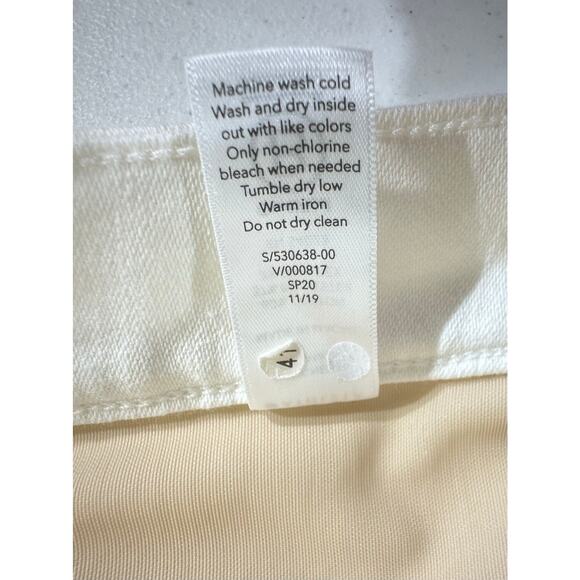 Machine wash cold
Wash and dry inside
out with like colors
Only non-chlorine
bleach when needed
Tumble dry low
Warm iron
Do not dry clean
S/530638-00
V/000817
SP20
11/19